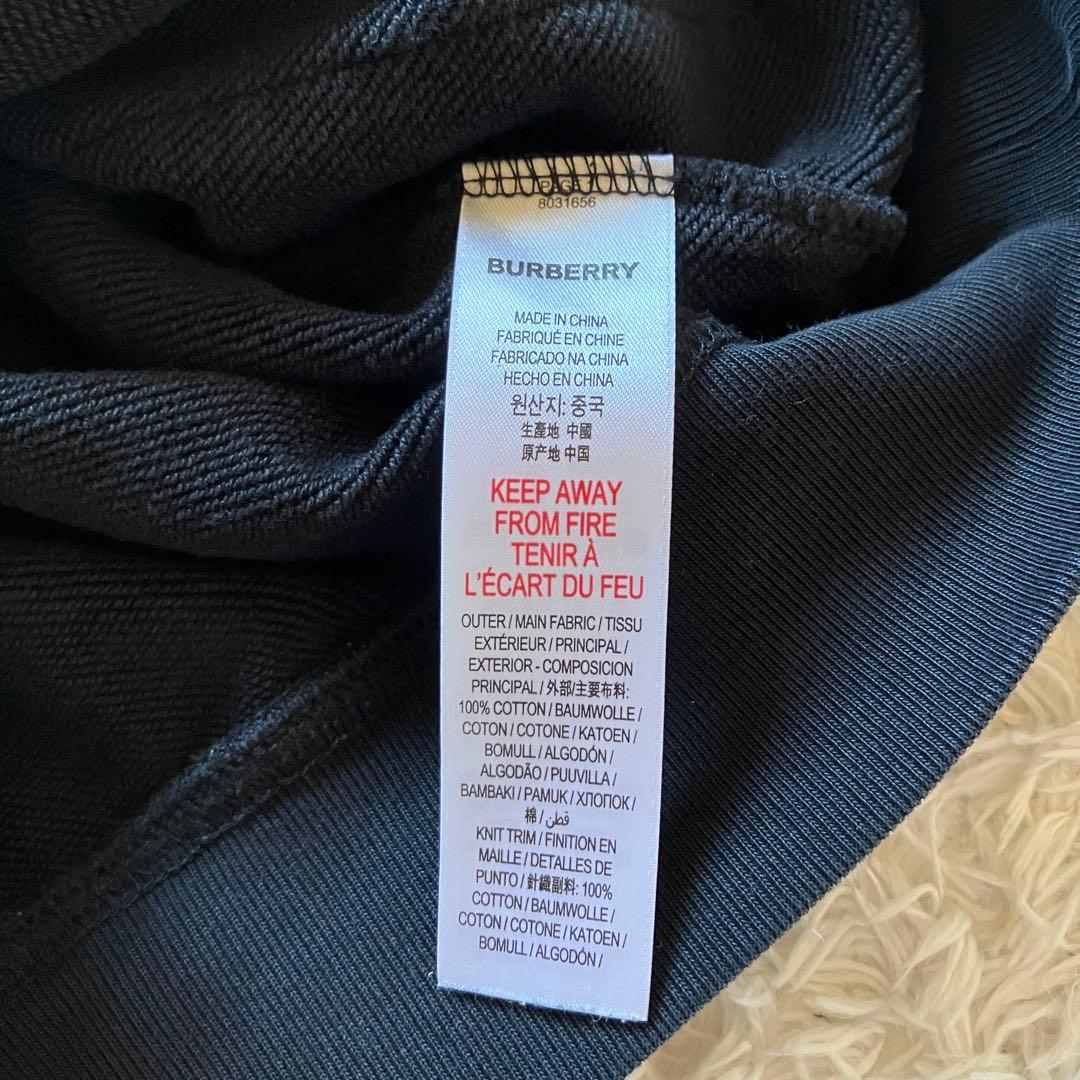 PAGE 1
8031656
BURBERRY
MADE IN CHINA
FABRIQUÉ EN CHINE
FABRICADO NA CHINA
HECHO EN CHINA
원산지: 중국
生產地 中國
原产地 中国
KEEP AWAY
FROM FIRE
TENIR À
L'ÉCART DU FEU
OUTER / MAIN FABRIC / TISSU
EXTÉRIEUR / PRINCIPAL /
EXTERIOR - COMPOSICION
PRINCIPAL / 外部/主要布料:
100% COTTON / BAUMWOLLE /
COTON / COTONE / KATOEN /
BOMULL / ALGODÓN /
ALGODÃO / PUUVILLA /
BAMBAKI / PAMUK / ХЛОПОК /
棉 / قطن /
KNIT TRIM / FINITION EN
MAILLE / DETALLES DE
PUNTO / 針織副料: 100%
COTTON / BAUMWOLLE /
COTON / COTONE / KATOEN /
BOMULL / ALGODÓN /